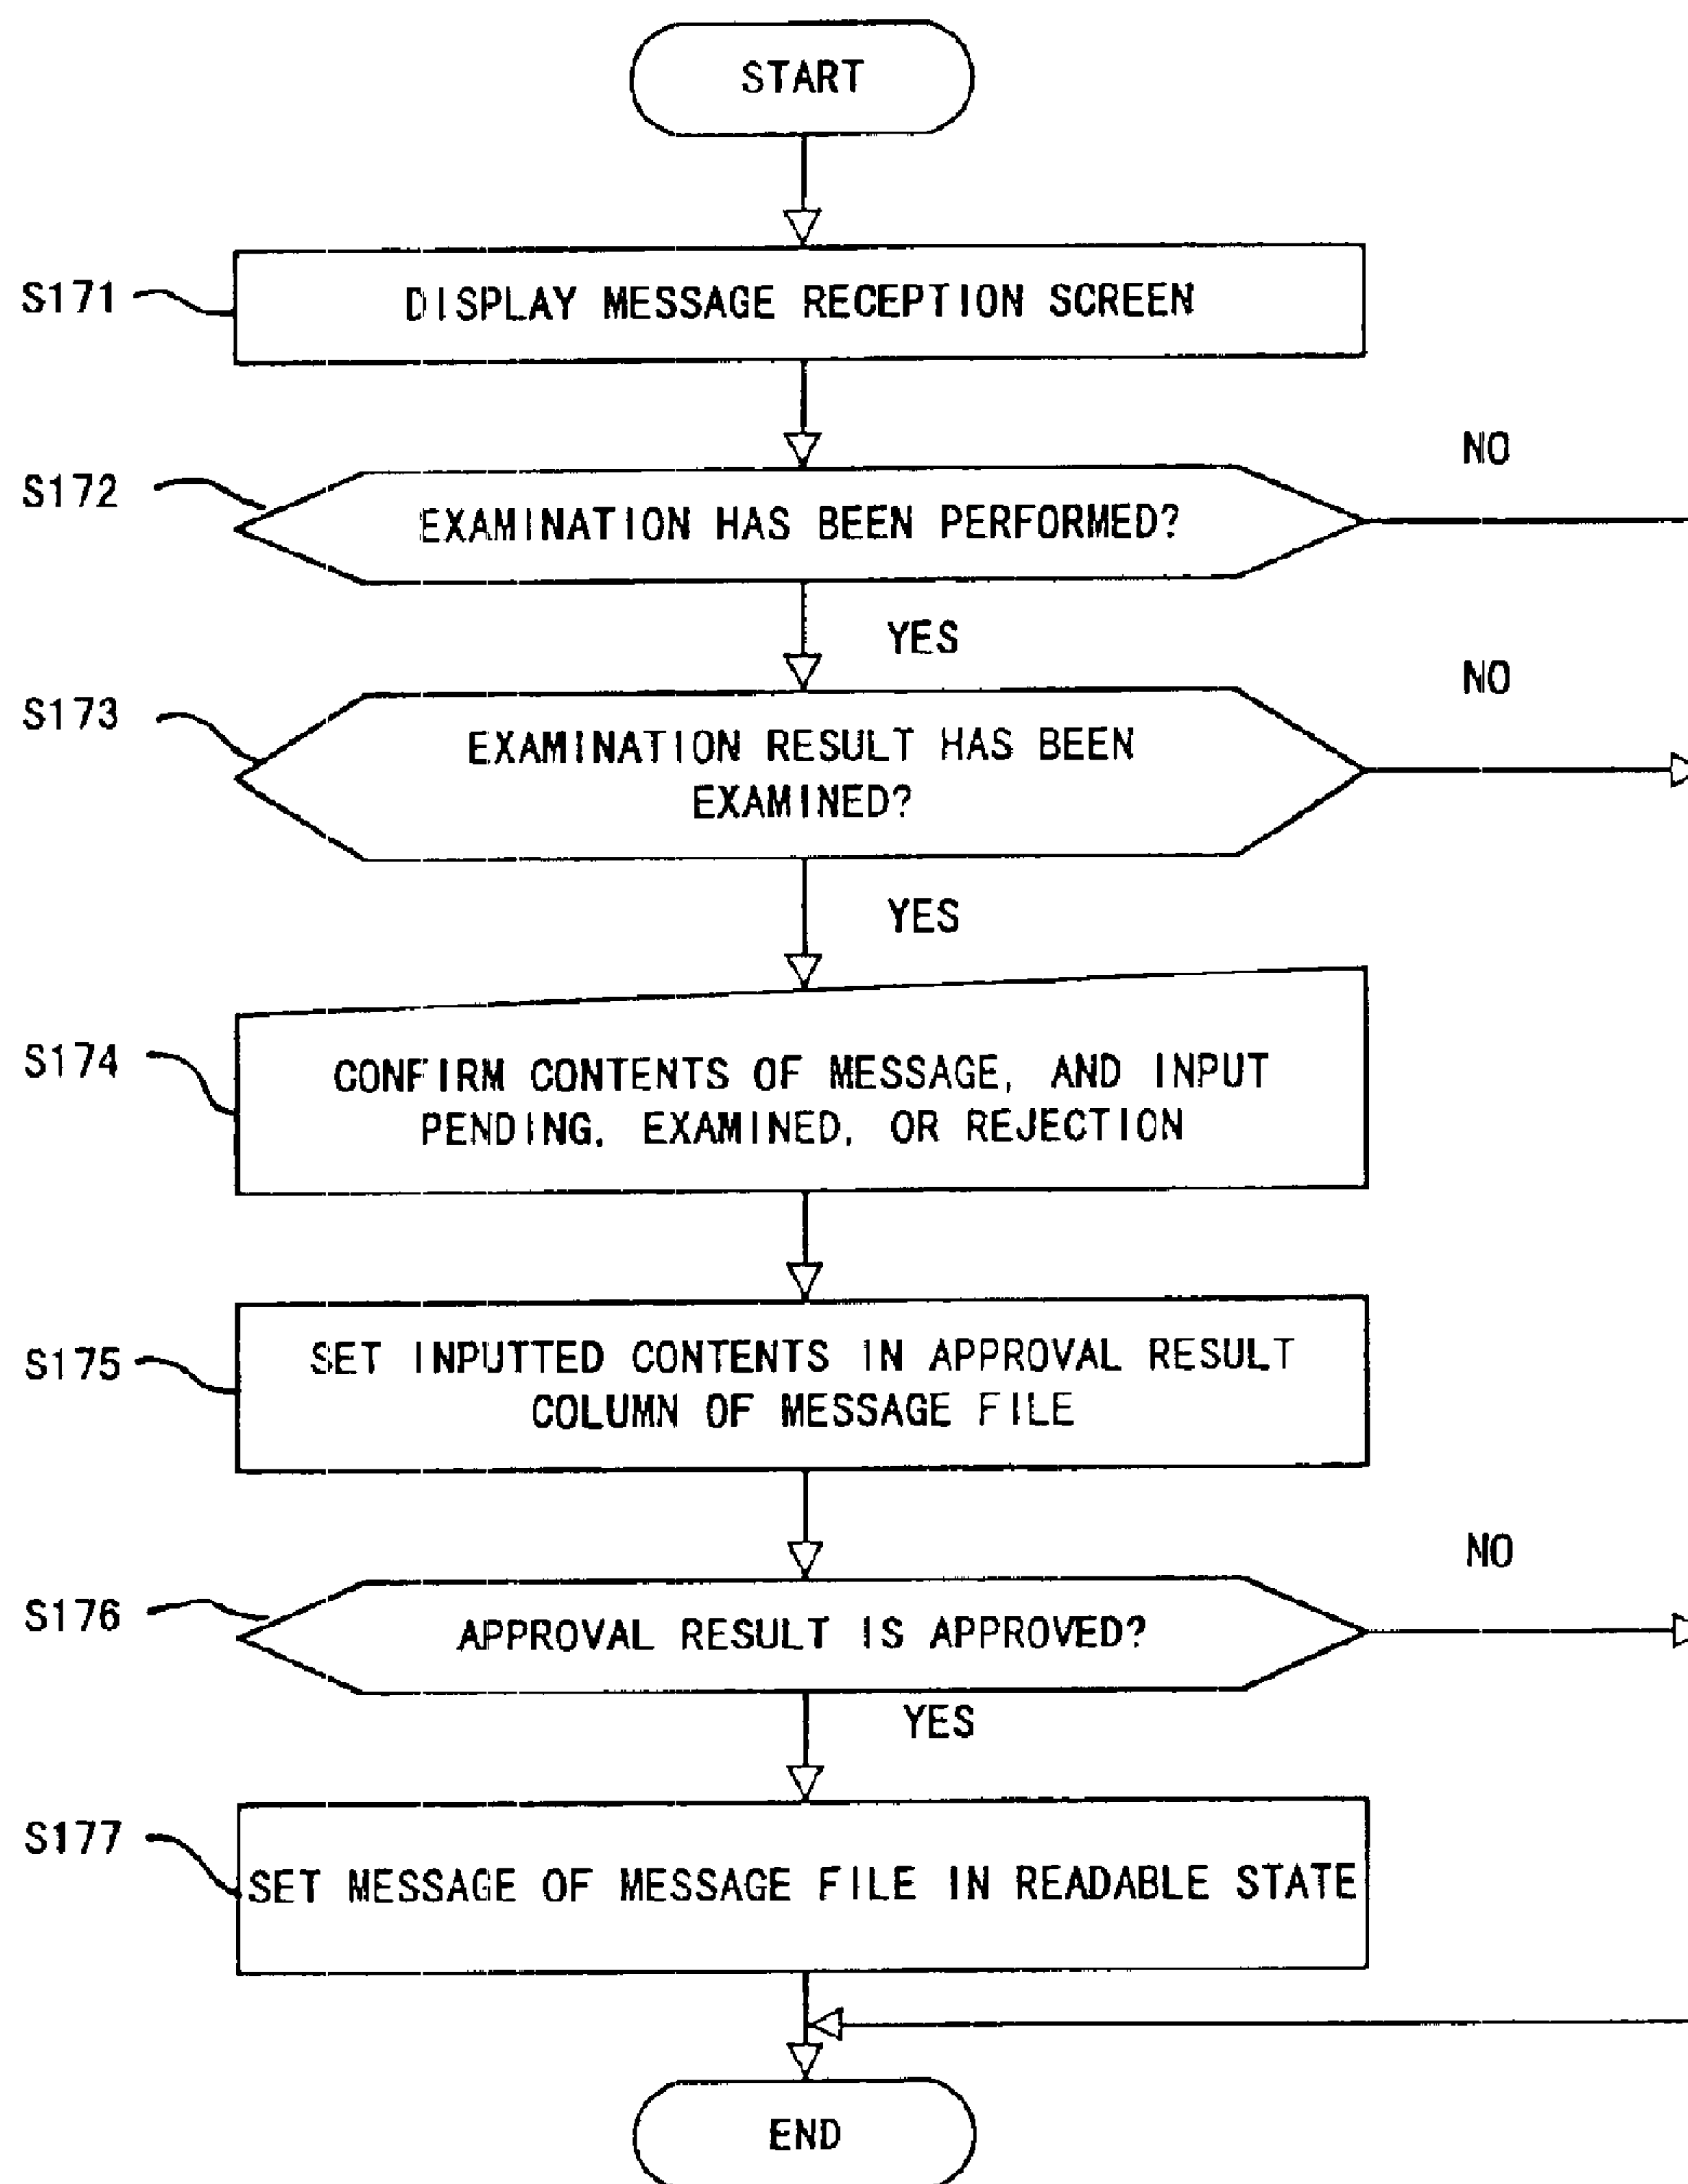 START
S171
DISPLAY MESSAGE RECEPTION SCREEN
NO
S172
EXAMINATION HAS BEEN PERFORMED?
YES
NO
S173
EXAMINATION RESULT HAS BEEN
EXAMINED?
YES
S174
CONFIRM CONTENTS OF MESSAGE, AND INPUT
PENDING, EXAMINED, OR REJECTION
S175
SET INPUTTED CONTENTS IN APPROVAL RESULT
COLUMN OF MESSAGE FILE
NO
S176
APPROVAL RESULT IS APPROVED?
YES
S177
SET MESSAGE OF MESSAGE FILE IN READABLE STATE
END